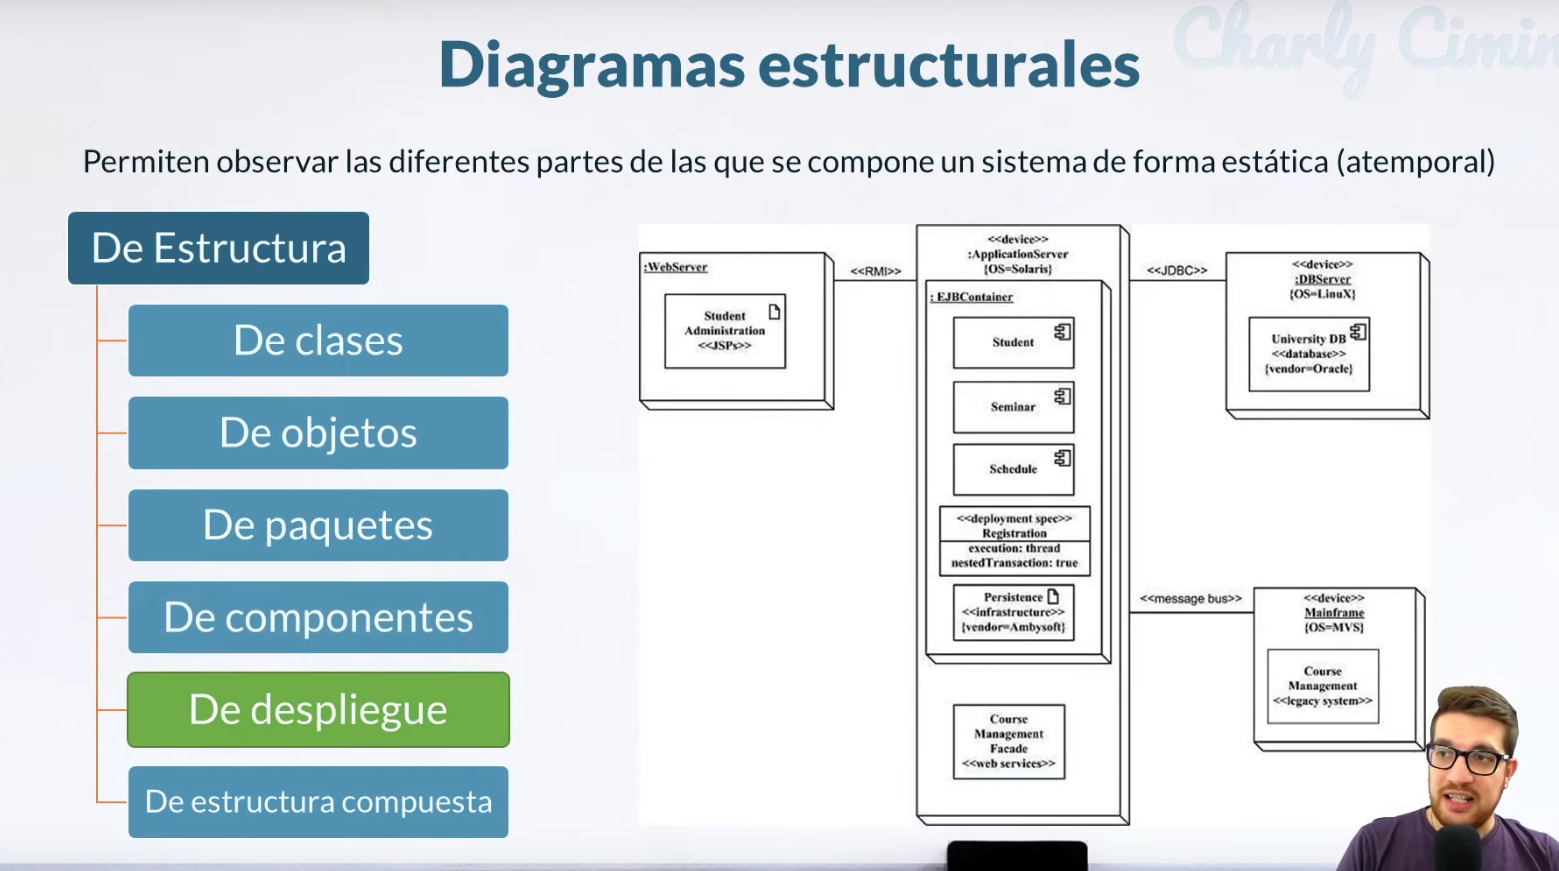 Charly Cimin
Diagramas estructurales
Permiten observar las diferentes partes de las que se compone un sistema de forma estática (atemporal)
De Estructura
De clases
De objetos
De paquetes
De componentes
De despliegue
De estructura compuesta
:WebServer
Student
Administration
<<JSPs>>
<<RMI>>
<<device>>
:ApplicationServer
{OS=Solaris}
: EJBContainer
Student
Seminar
Schedule
<<deployment spec>>
Registration
execution: thread
nestedTransaction: true
Persistence
<<infrastructure>>
{vendor=Ambysoft}
Course
Management
Facade
<<web services>>
<<JDBC>>
<<device>>
:DBServer
{OS=LinuX}
University DB
<<database>>
{vendor=Oracle}
<<message bus>>
<<device>>
Mainframe
{OS=MVS}
Course
Management
<<legacy system>>